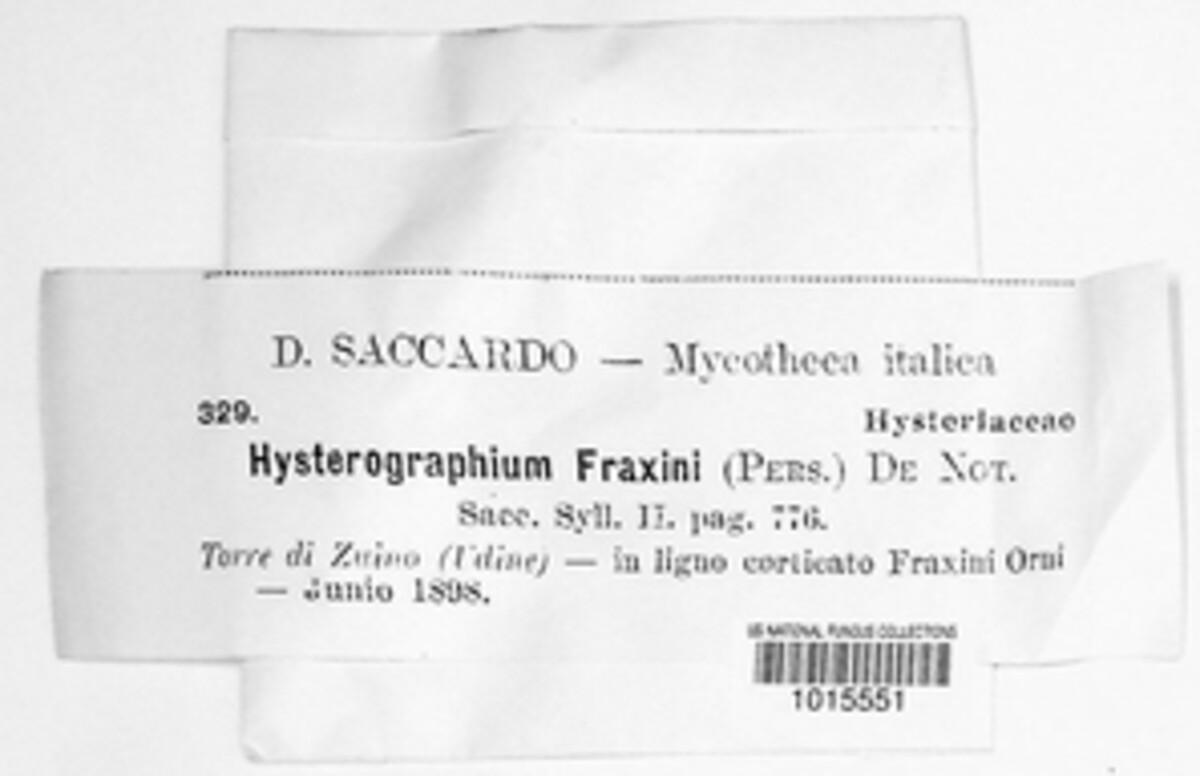 D. SACCARDO — Mycotheca italica
329.
Hysteriaceae
Hysterographium Fraxini (PERS.) DE NOT.
Sacc. Syll. II. pag. 776.
Torre di Zuino (Udine) — in ligno corticato Fraxini Orni
— Junio 1898.
US NATIONAL FUNGUS COLLECTIONS
1015551